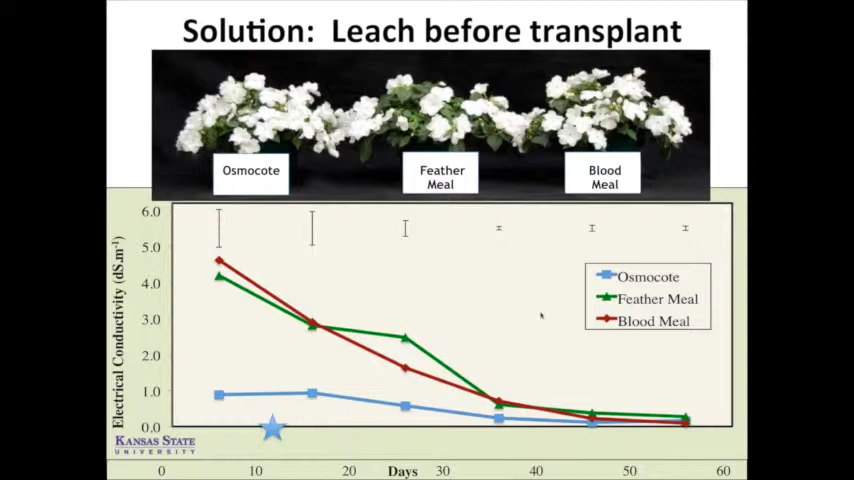 Solution: Leach before transplant
Osmocote
Feather
Meal
Blood
Meal
Electrical Conductivity (dS.m-1)
6.0
5.0
4.0
3.0
2.0
1.0
0.0
Osmocote
Feather Meal
Blood Meal
KANSAS STATE
UNIVERSITY
0 10 20 Days 30 40 50 60